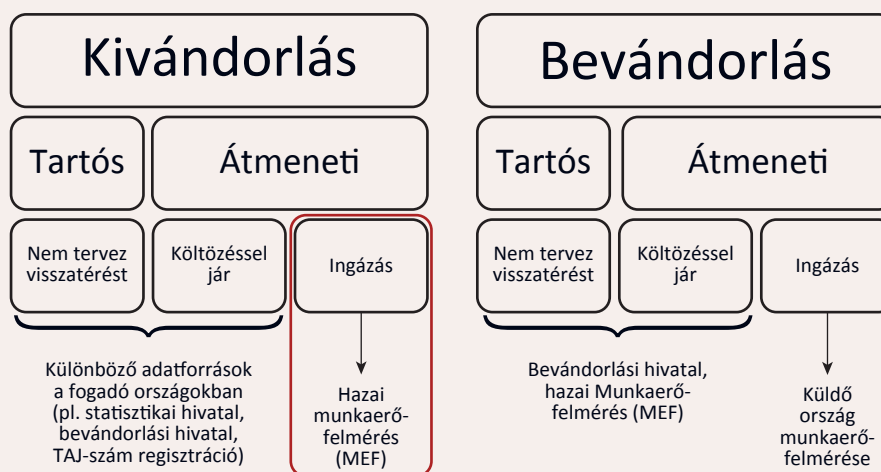 Kivándorlás
Tartós
Átmeneti
Nem tervez
visszatérést
Költözéssel
jár
Ingázás
Különböző adatforrások
a fogadó országokban
(pl. statisztikai hivatal,
bevándorlási hivatal,
TAJ-szám regisztráció)
Hazai
munkaerő-
felmérés
(MEF)
Bevándorlás
Tartós
Átmeneti
Nem tervez
visszatérést
Költözéssel
jár
Ingázás
Bevándorlási hivatal,
hazai Munkaerő-
felmérés (MEF)
Küldő
ország
munkaerő-
felmérése